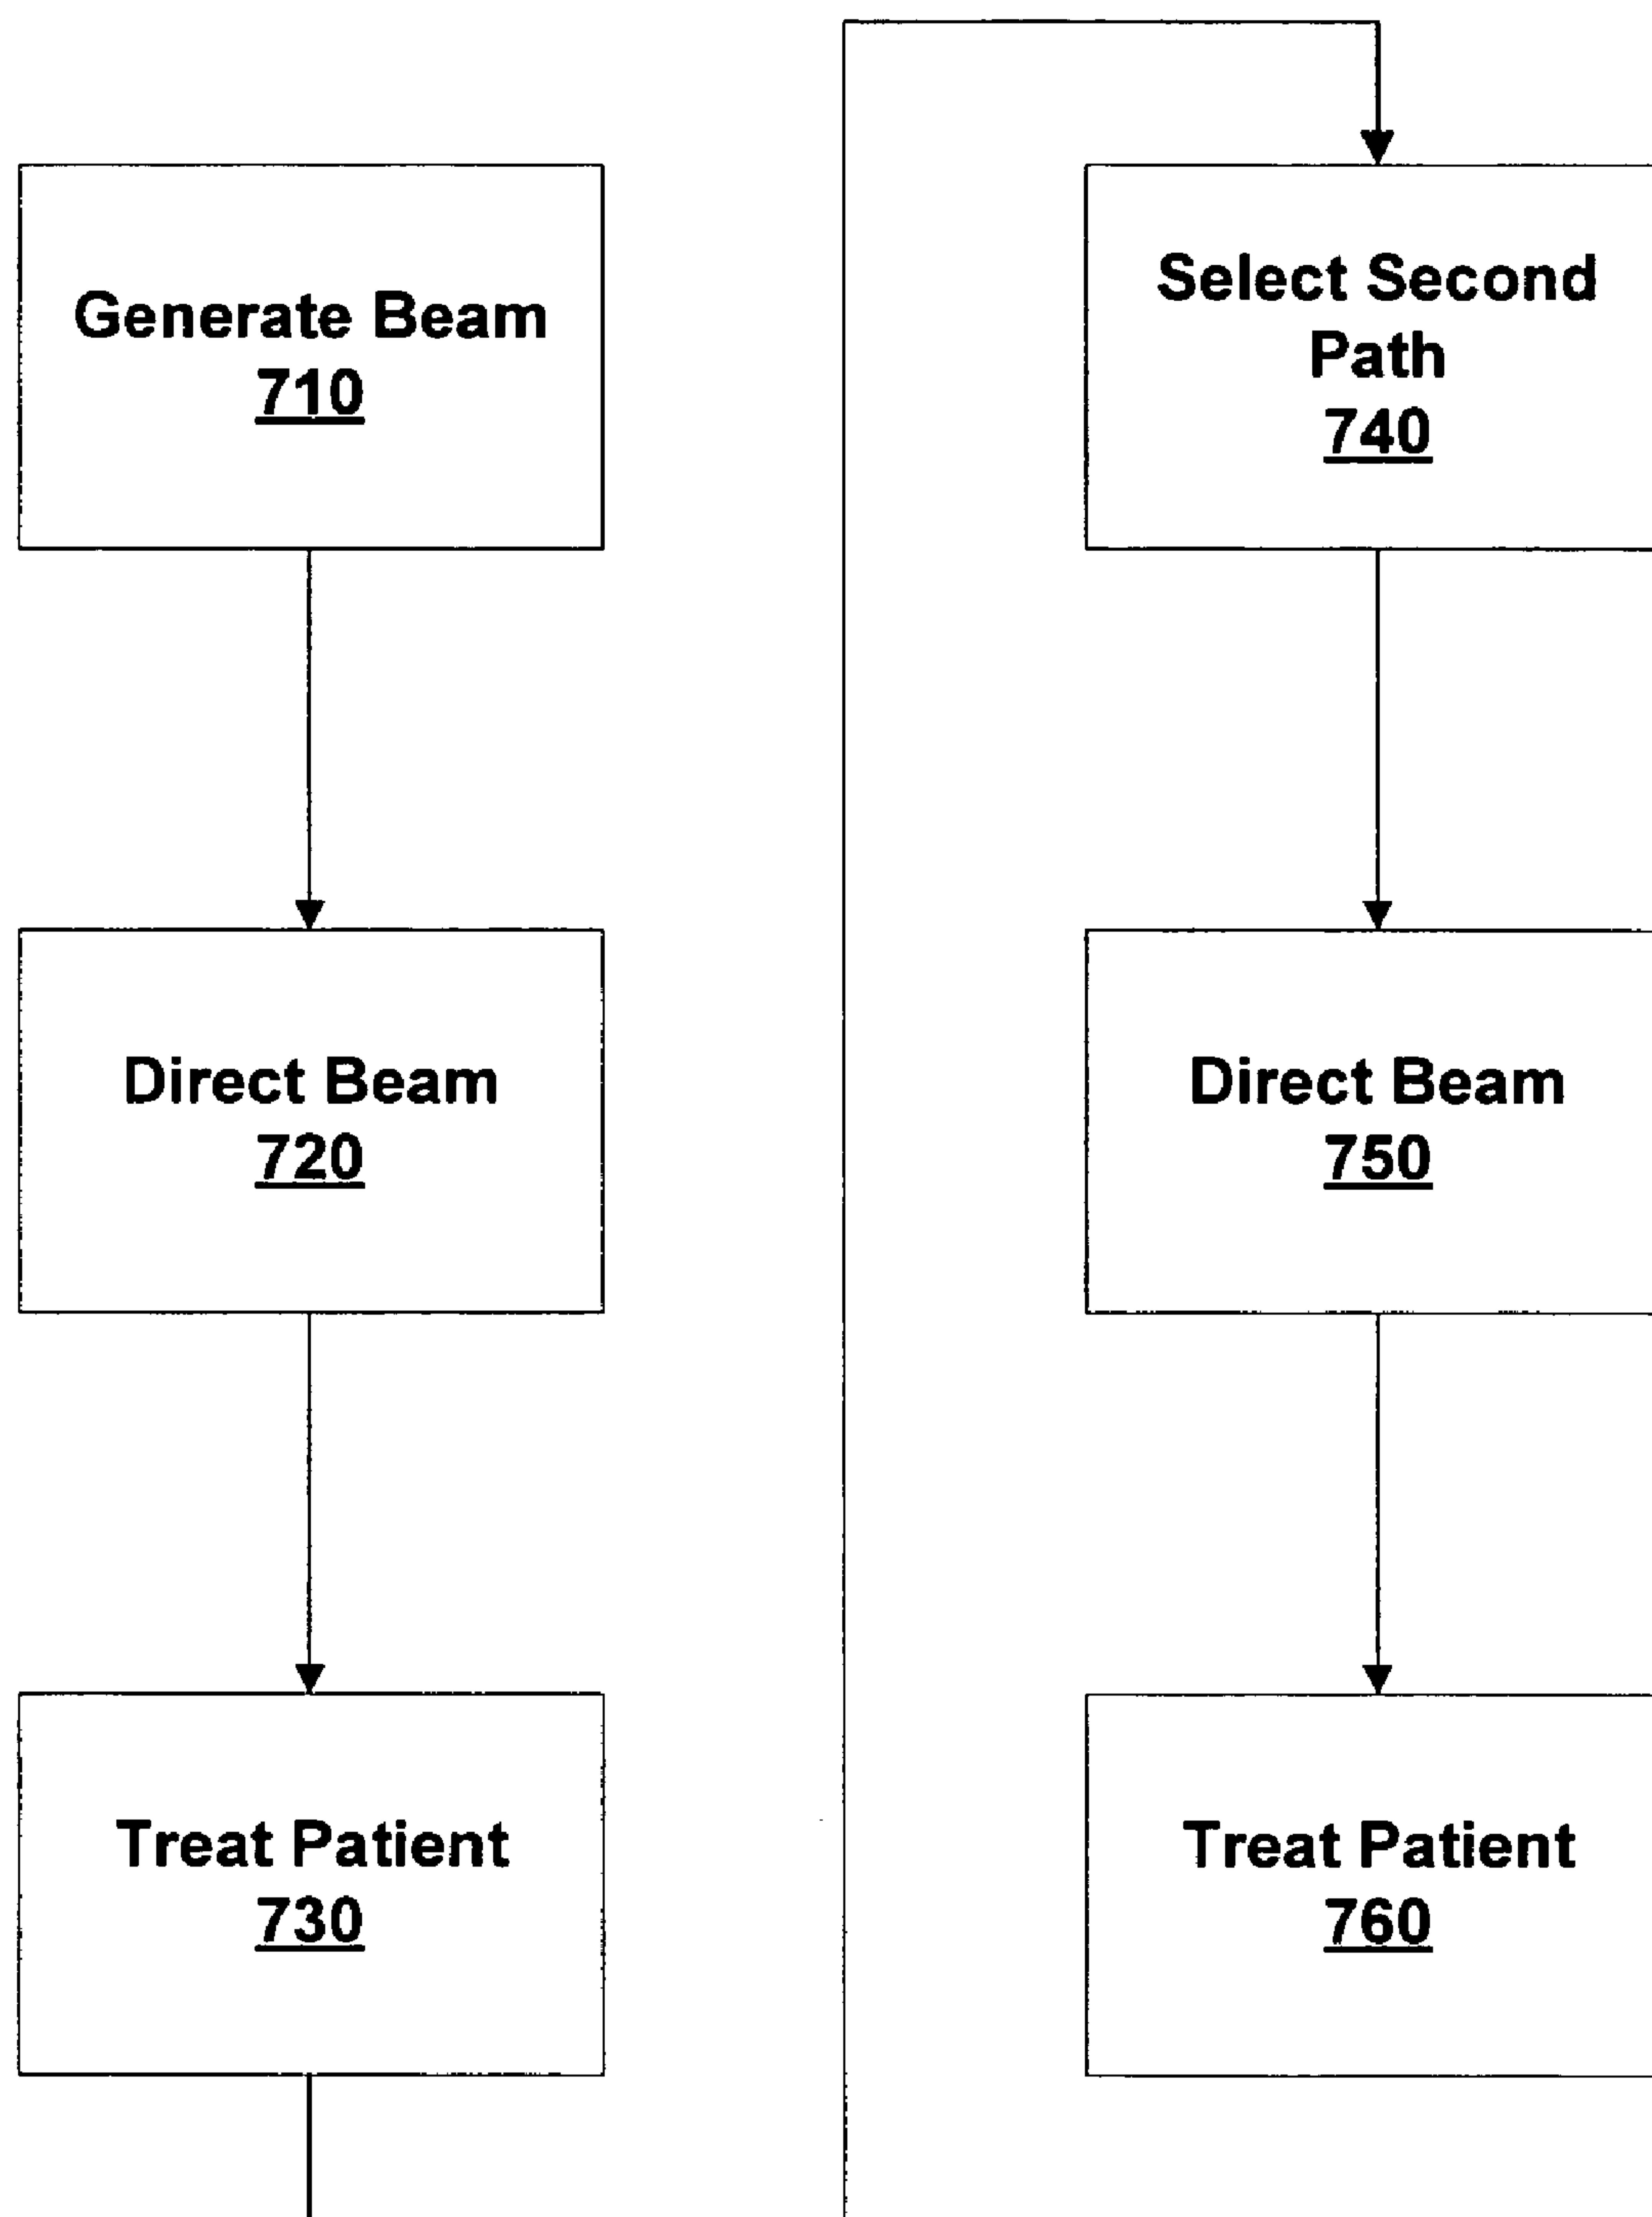 Generate Beam
710
Direct Beam
720
Treat Patient
730
Select Second
Path
740
Direct Beam
750
Treat Patient
760